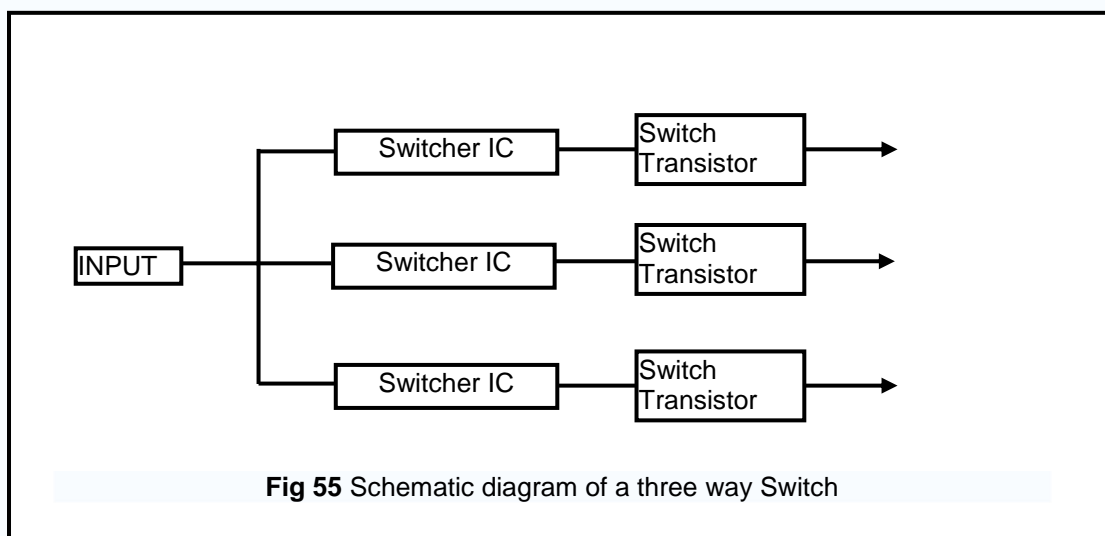 Switcher IC
Switch
Transistor
INPUT
Switcher IC
Switch
Transistor
Switcher IC
Switch
Transistor
Fig 55 Schematic diagram of a three way Switch